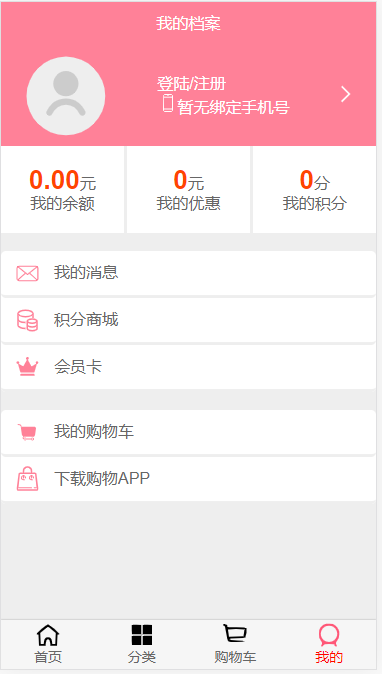 我的档案
登陆/注册
暂无绑定手机号
0.00元 0元 0分
我的余额 我的优惠 我的积分
我的消息
积分商城
会员卡
我的购物车
下载购物APP
首页 分类 购物车 我的